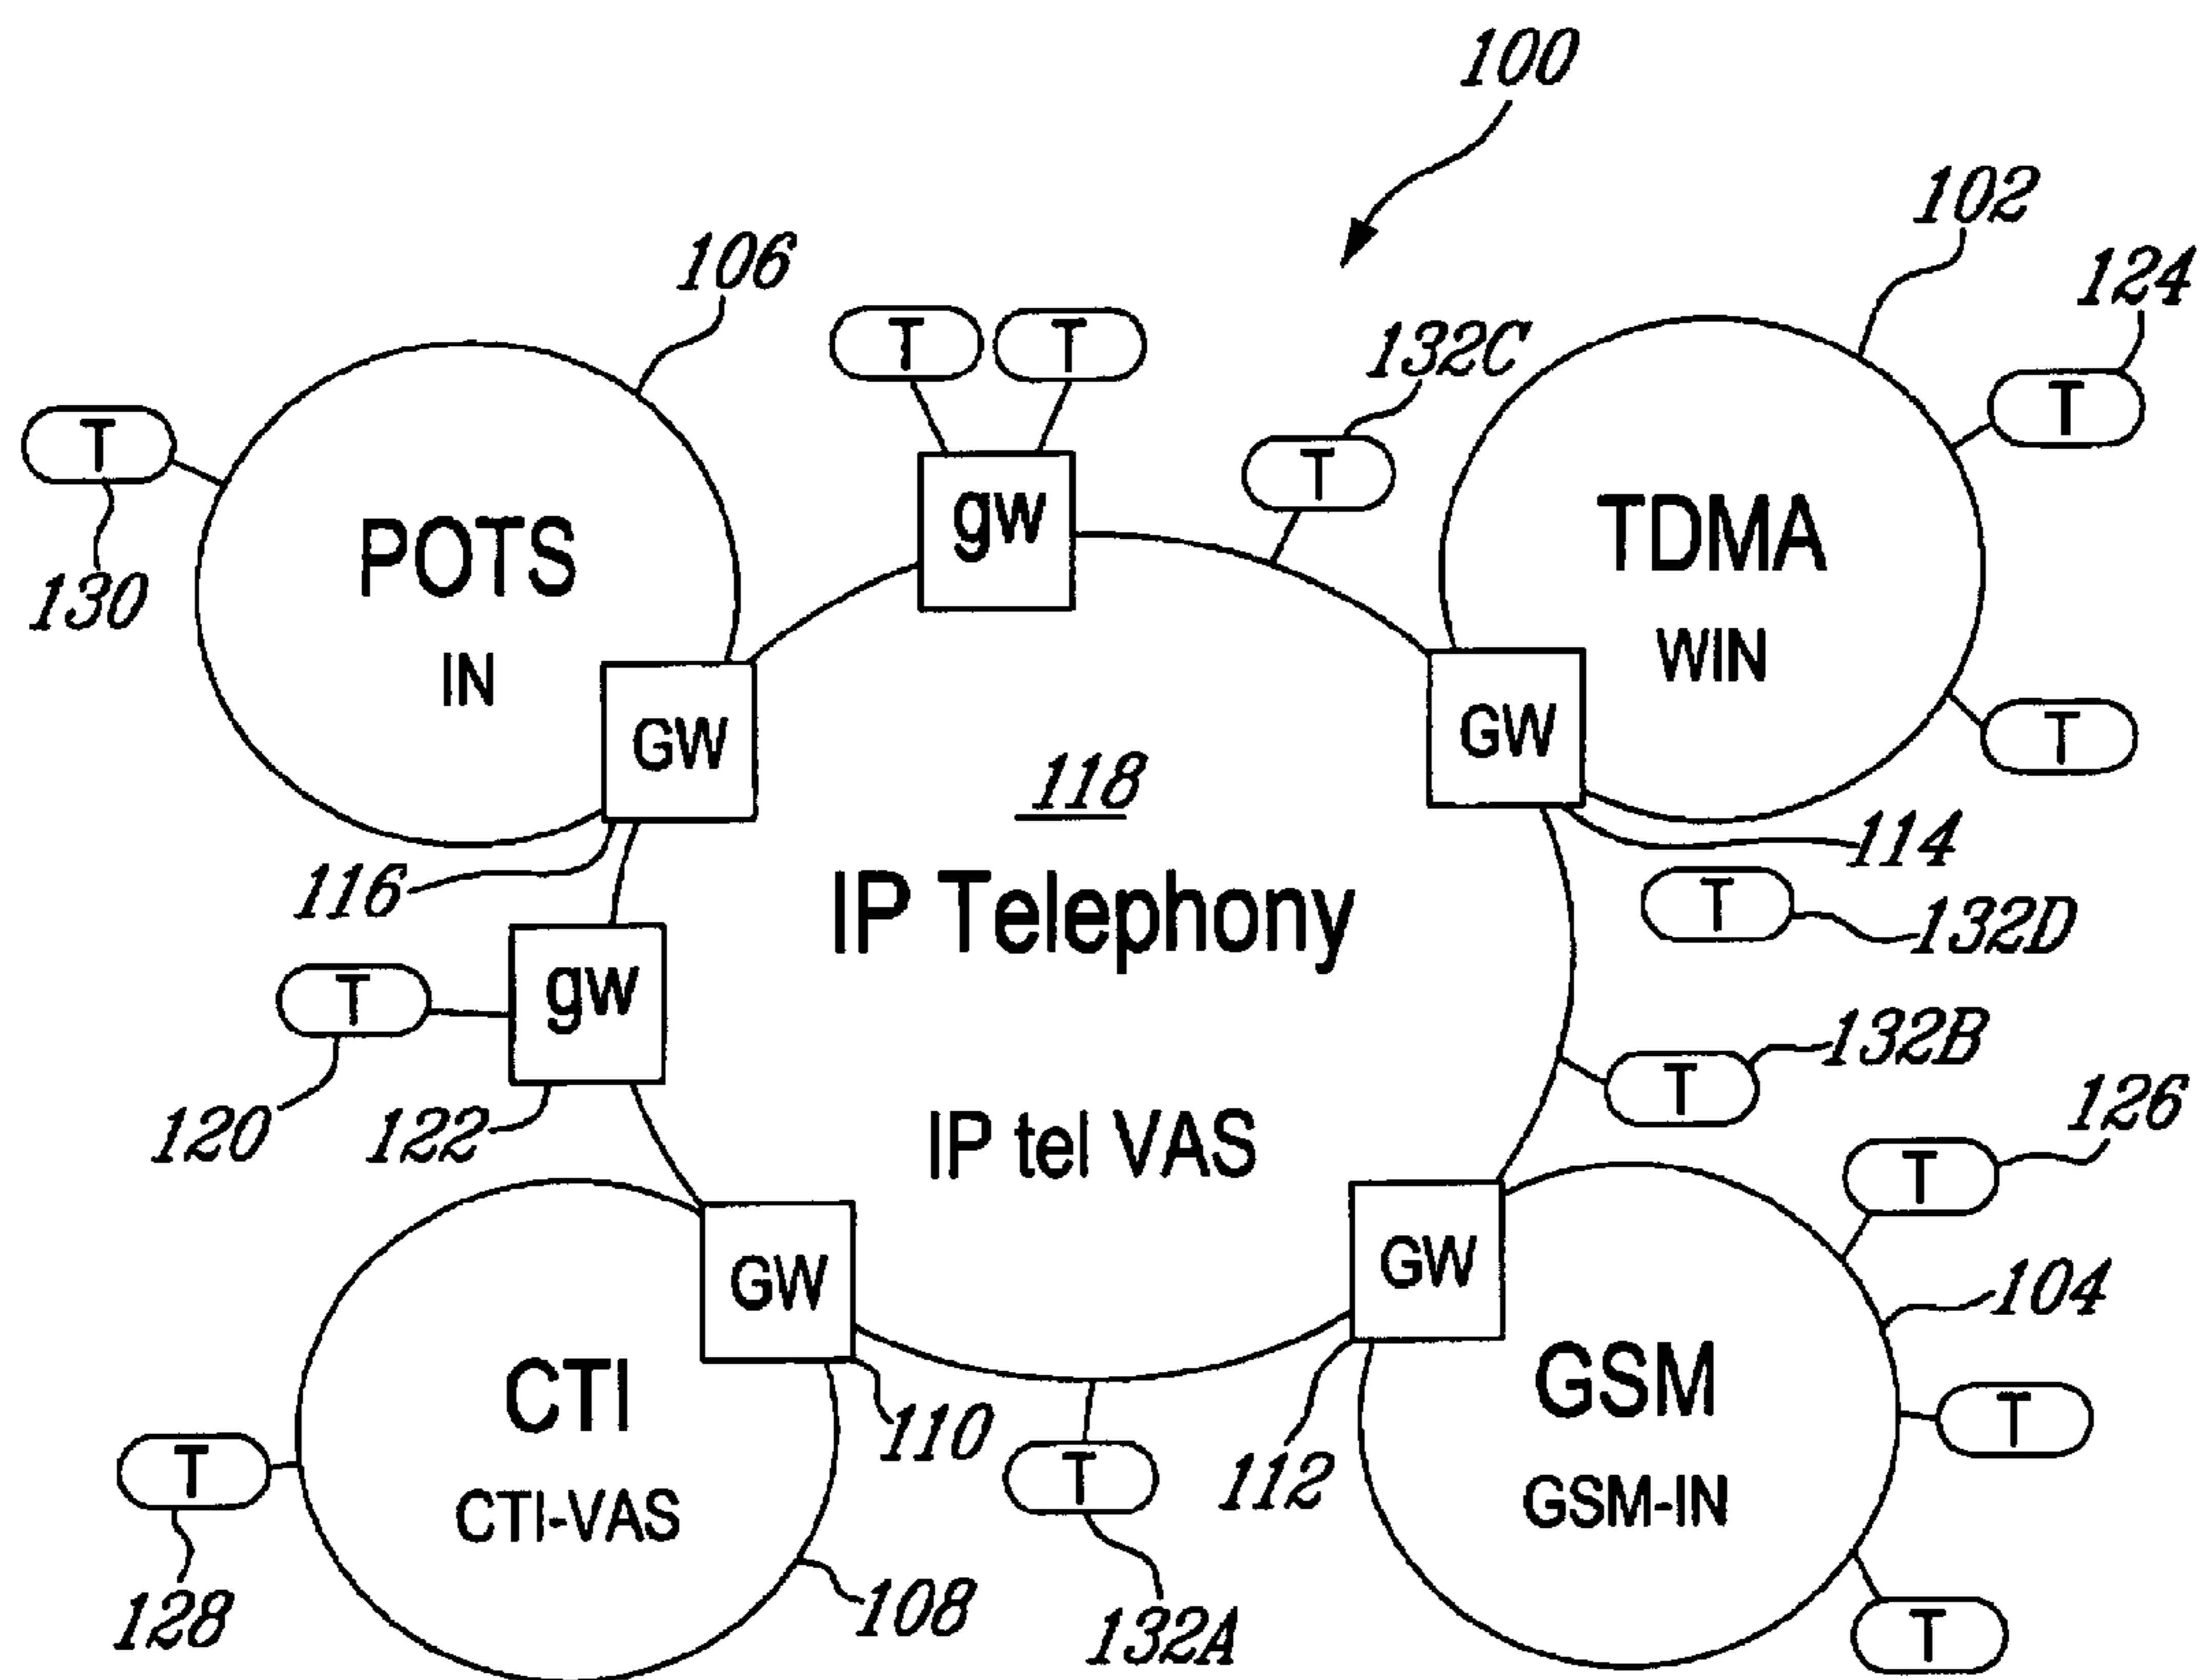 100
102
106
124
T
T
132C
T
T
T
gw
POTS
TDMA
130
IN
WIN
GW
GW
T
118
114
116
IP Telephony
T
132D
T
gw
132B
T
126
120
122
IP tel VAS
T
GW
GW
104
CTI
GSM
110
T
T
T
112
CTI-VAS
GSM-IN
128
108
132A
T